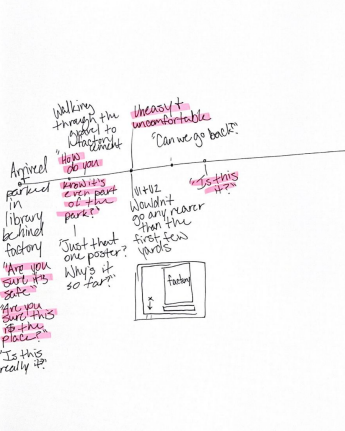 Walking
through the
gravel to
factory
cement
"How
do you
know it's
even part
of the
park?"
"Just that
one poster?
Why's it
so far?"
Uneasy +
uncomfortable
"Can we go back?"
Arrived
parked
in
library
behind
factory
"Are you
sure it's
safe"
"Are you
sure this
is the
place?"
"Is this
really it?"
V1+V2
Wouldn't
go any nearer
than the
first few
yards
"Is this
it?"
factory
x